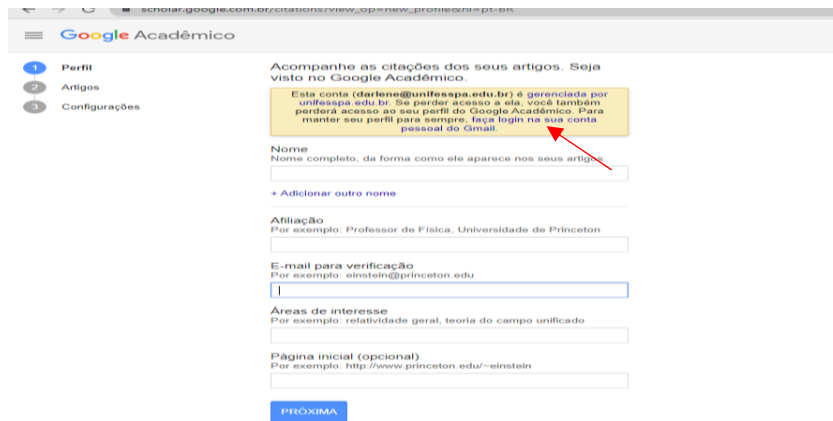 scholar.google.com.br/citations?view_op=new_profile&hl=pt-BR
Google Acadêmico
1 Perfil
2 Artigos
3 Configurações
Acompanhe as citações dos seus artigos. Seja
visto no Google Acadêmico.
Esta conta (darlene@unifesspa.edu.br) é gerenciada por
unifesspa.edu.br. Se perder acesso a ela, você também
perderá acesso ao seu perfil do Google Acadêmico. Para
manter seu perfil para sempre, faça login na sua conta
pessoal do Gmail.
Nome
Nome completo, da forma como ele aparece nos seus artigos
+ Adicionar outro nome
Afiliação
Por exemplo: Professor de Física, Universidade de Princeton
E-mail para verificação
Por exemplo: einstein@princeton.edu
Áreas de interesse
Por exemplo: relatividade geral, teoria do campo unificado
Página inicial (opcional)
Por exemplo: http://www.princeton.edu/~einstein
PRÓXIMA